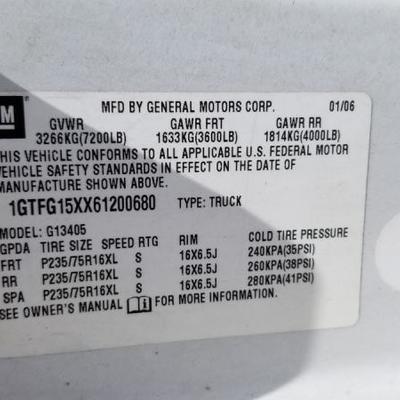 GM
MFD BY GENERAL MOTORS CORP. 01/06
GVWR GAWR FRT GAWR RR
3266KG(7200LB) 1633KG(3600LB) 1814KG(4000LB)
THIS VEHICLE CONFORMS TO ALL APPLICABLE U.S. FEDERAL MOTOR
VEHICLE SAFETY STANDARDS IN EFFECT ON THE DATE OF
MANUFACTURE SHOWN ABOVE.
1GTFG15XX61200680 TYPE: TRUCK
MODEL: G13405
GPDA TIRE SIZE SPEED RTG RIM COLD TIRE PRESSURE
FRT P235/75R16XL S 16X6.5J 240KPA(35PSI)
RR P235/75R16XL S 16X6.5J 260KPA(38PSI)
SPA P235/75R16XL S 16X6.5J 280KPA(41PSI)
SEE OWNER'S MANUAL FOR MORE INFORMATION.